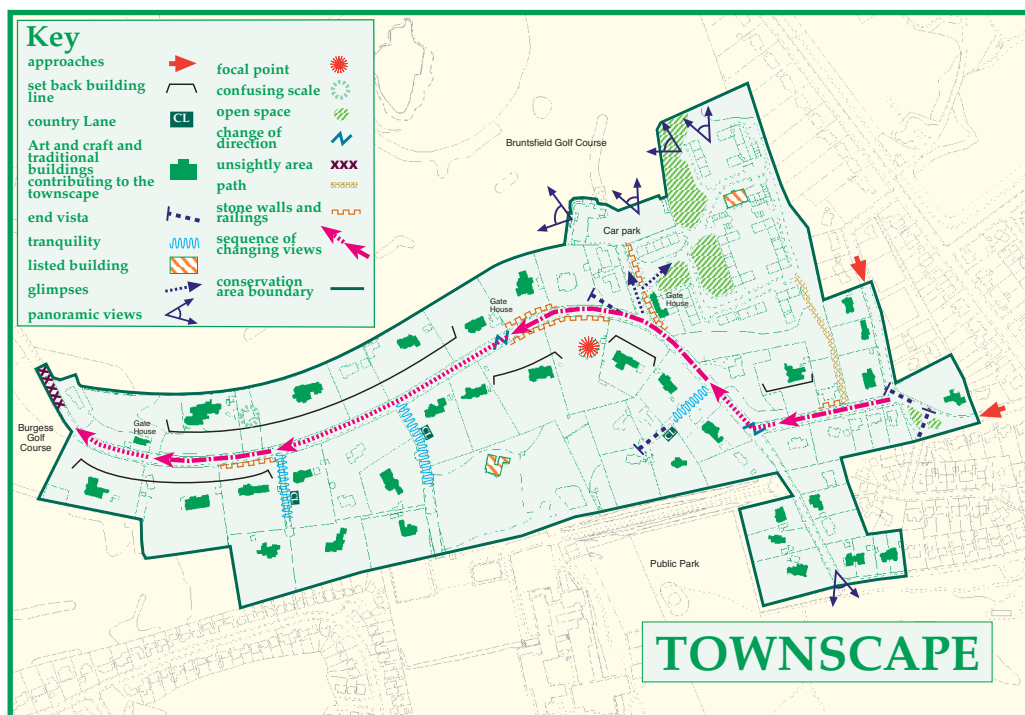 Key
approaches
set back building
line
country Lane
CL
Art and craft and
traditional
buildings
contributing to the
townscape
end vista
tranquility
listed building
glimpses
panoramic views
focal point
confusing scale
open space
change of
direction
unsightly area
xxx
path
stone walls and
railings
sequence of
changing views
conservation
area boundary
Bruntsfield Golf Course
Car park
Gate
House
Gate
House
Gate
House
Burgess
Golf
Course
CL
CL
CL
Public Park
TOWNSCAPE